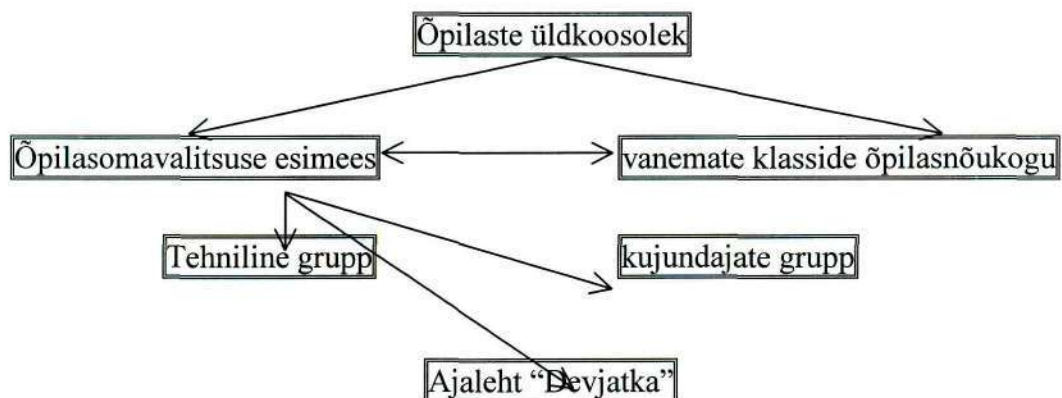 Õpilaste üldkoosolek
Õpilasomavalitsuse esimees
vanemate klasside õpilasnõukogu
Tehniline grupp
kujundajate grupp
Ajaleht “Devjatka”